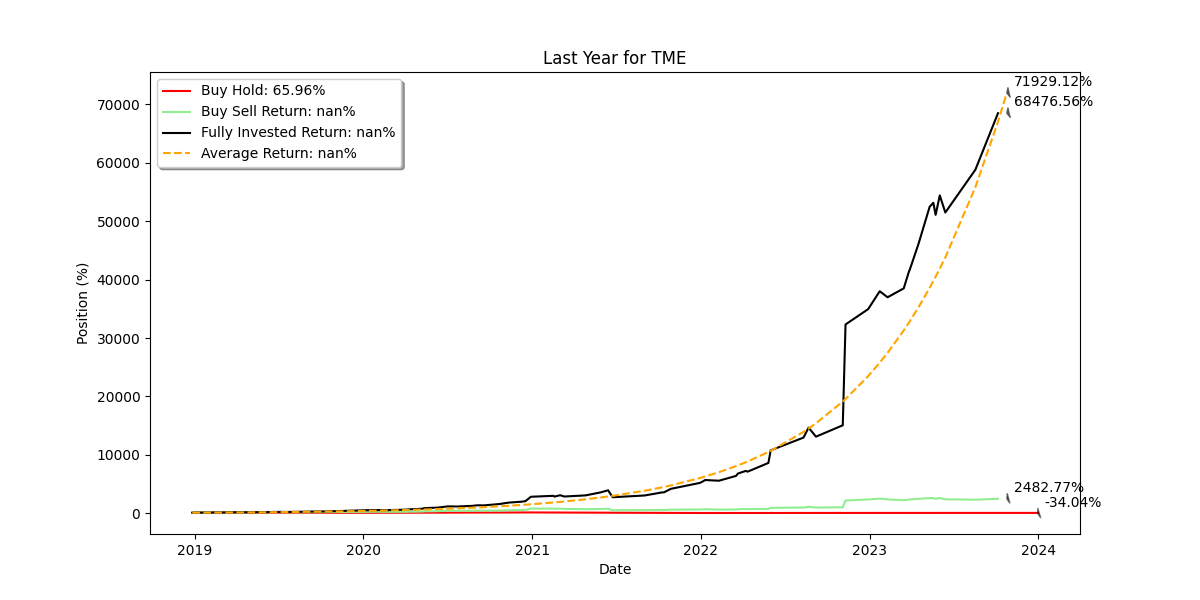 Last Year for TME
Buy Hold: 65.96%
Buy Sell Return: nan%
Fully Invested Return: nan%
Average Return: nan%
71929.12%
68476.56%
2482.77%
-34.04%
Position (%)
70000
60000
50000
40000
30000
20000
10000
0
2019
2020
2021
2022
2023
2024
Date